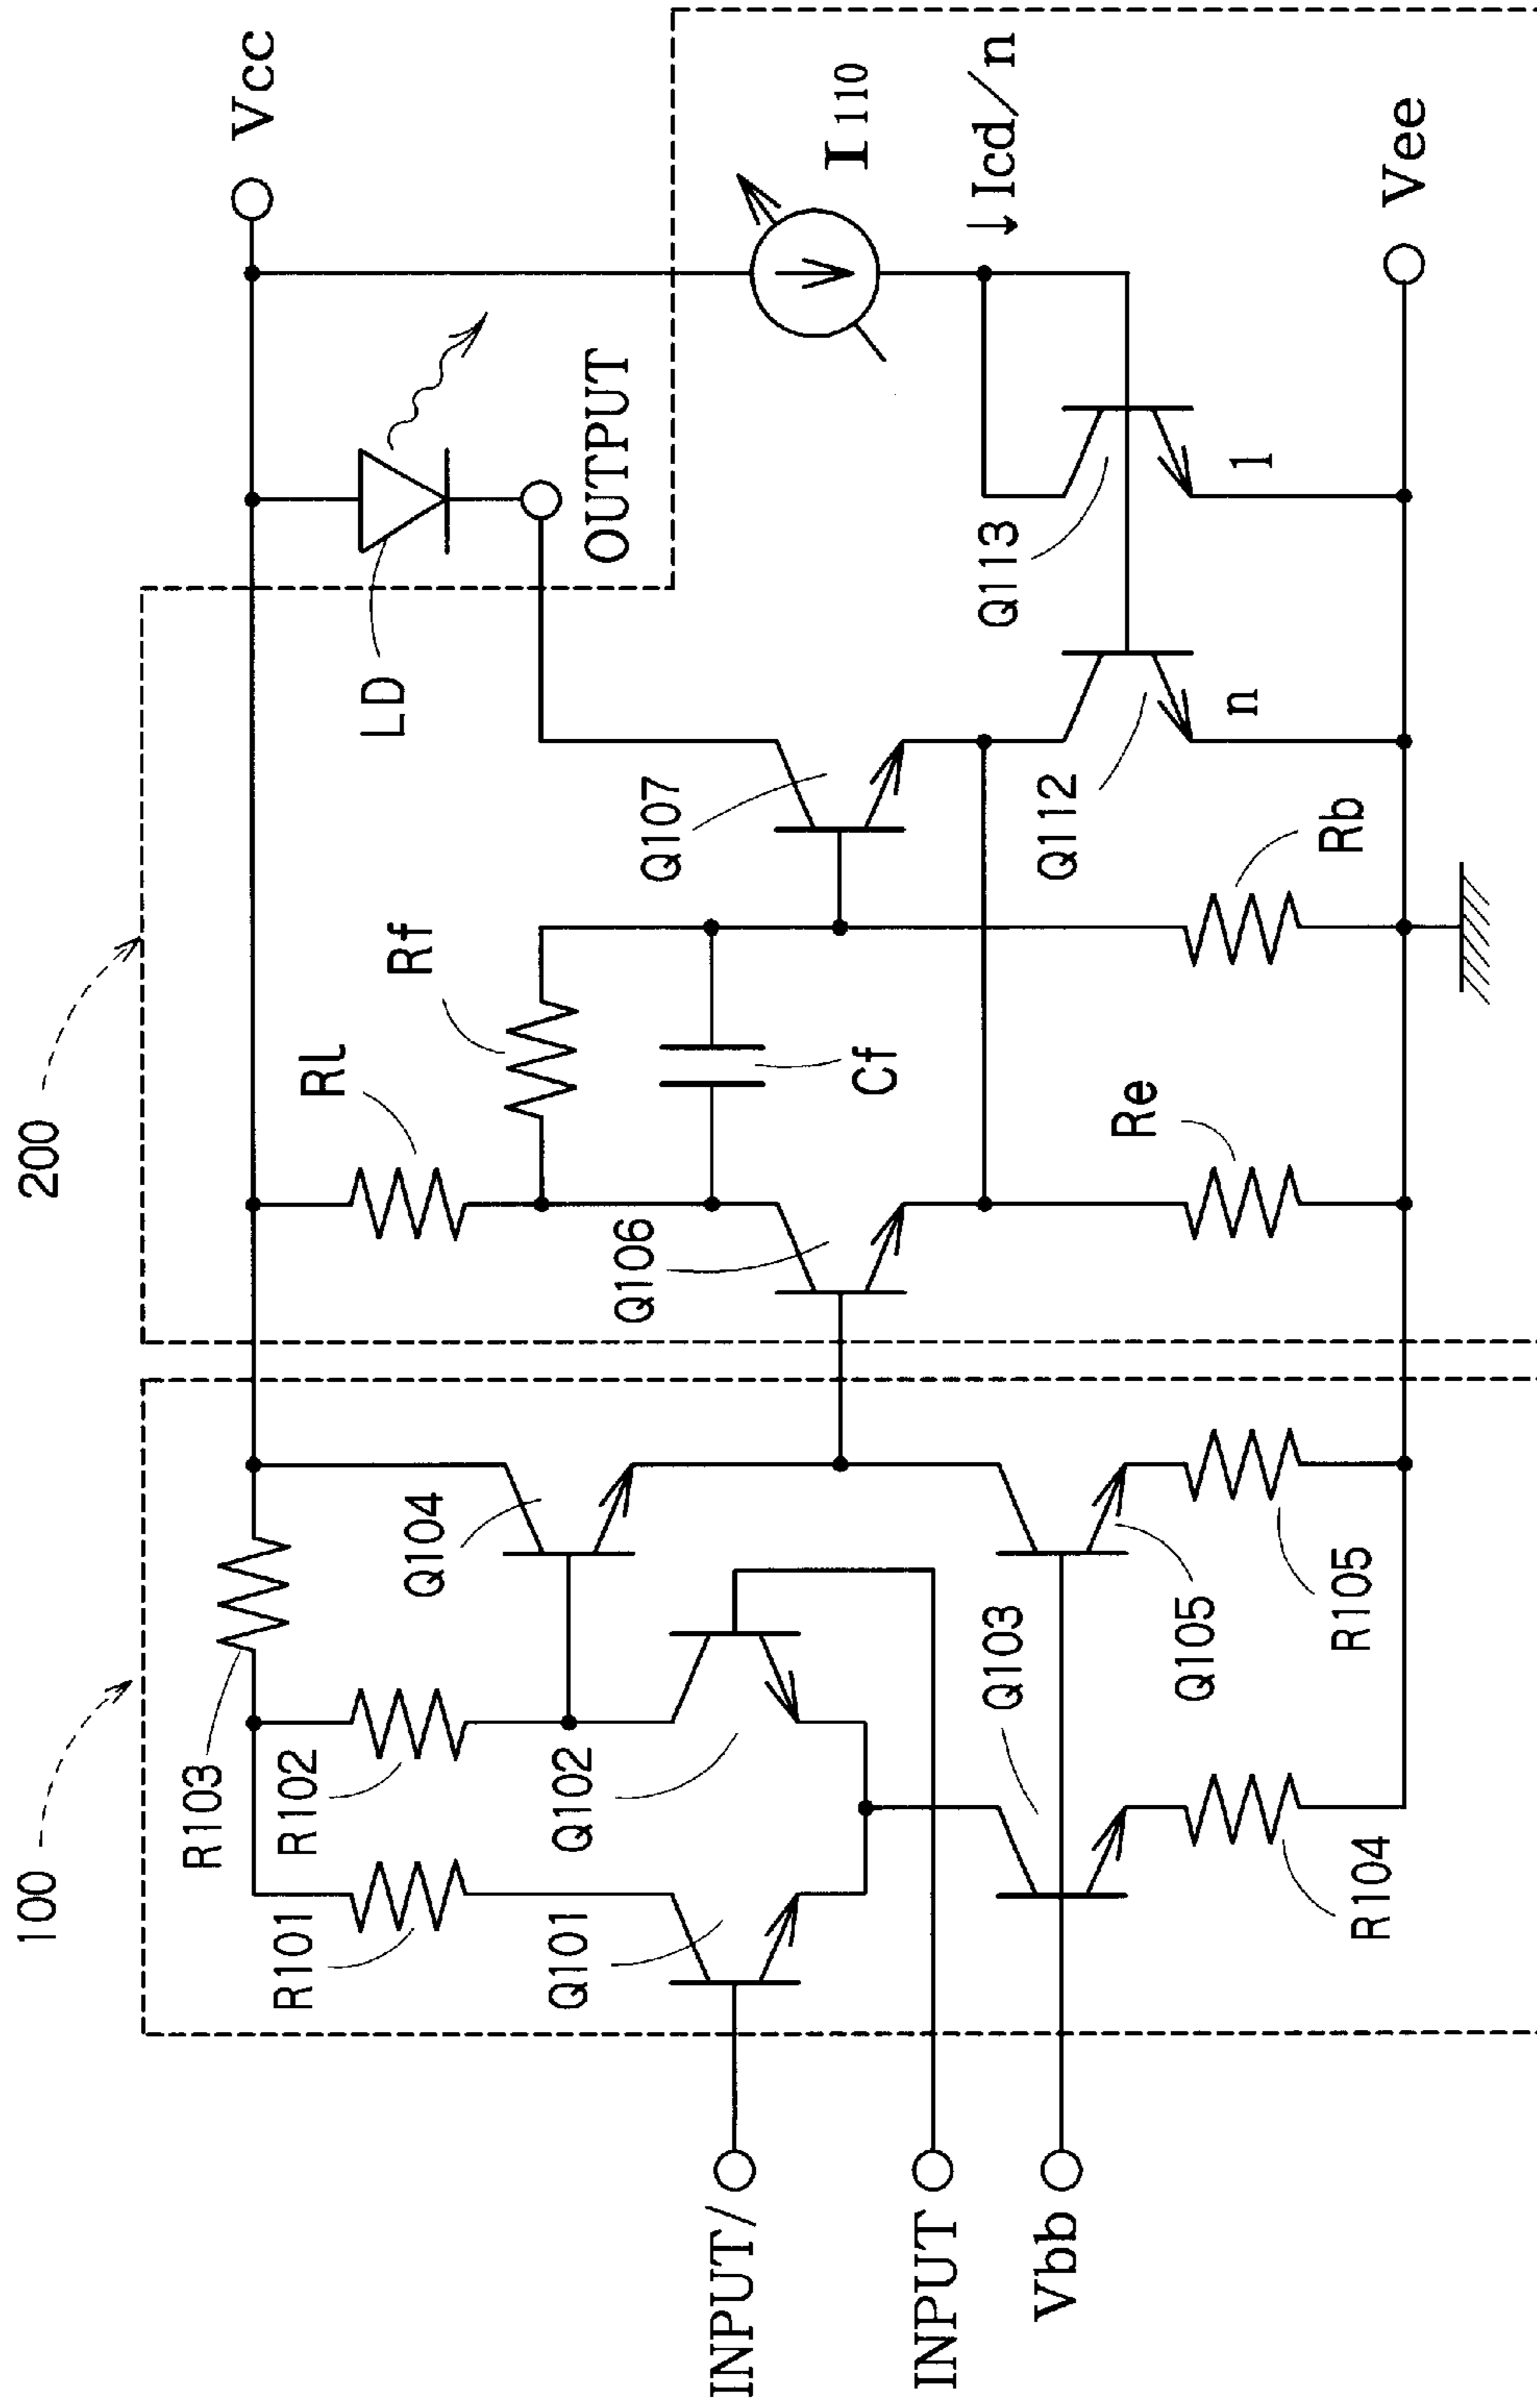 100
200
Vcc
R103
R101
R102
RL
LD
Rf
Q104
OUTPUT
Q101
Q102
Q106
Q107
I110
Cf
INPUT/
INPUT
Q103
Q113
↓Icd/n
Vbb
Q105
Re
Q112
n
1
R104
R105
Rb
Vee